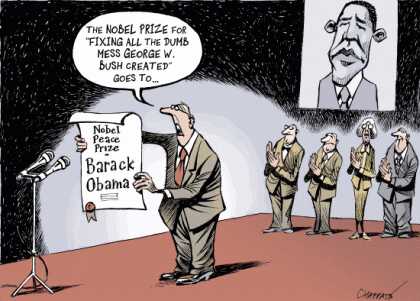 THE NOBEL PRIZE FOR
"FIXING ALL THE DUMB
MESS GEORGE W.
BUSH CREATED"
GOES TO...
Nobel
Peace
Prize
-
Barack
Obama
CHAPPATTE